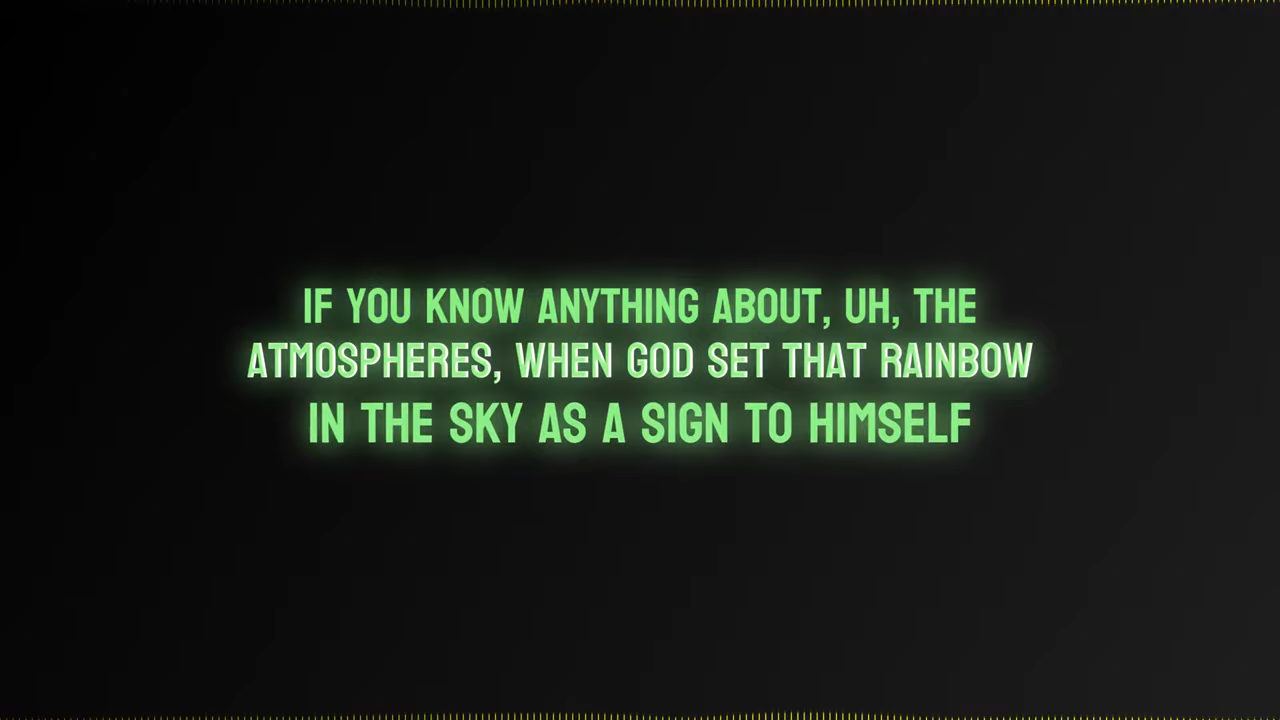 IF YOU KNOW ANYTHING ABOUT, UH, THE
ATMOSPHERES, WHEN GOD SET THAT RAINBOW
IN THE SKY AS A SIGN TO HIMSELF